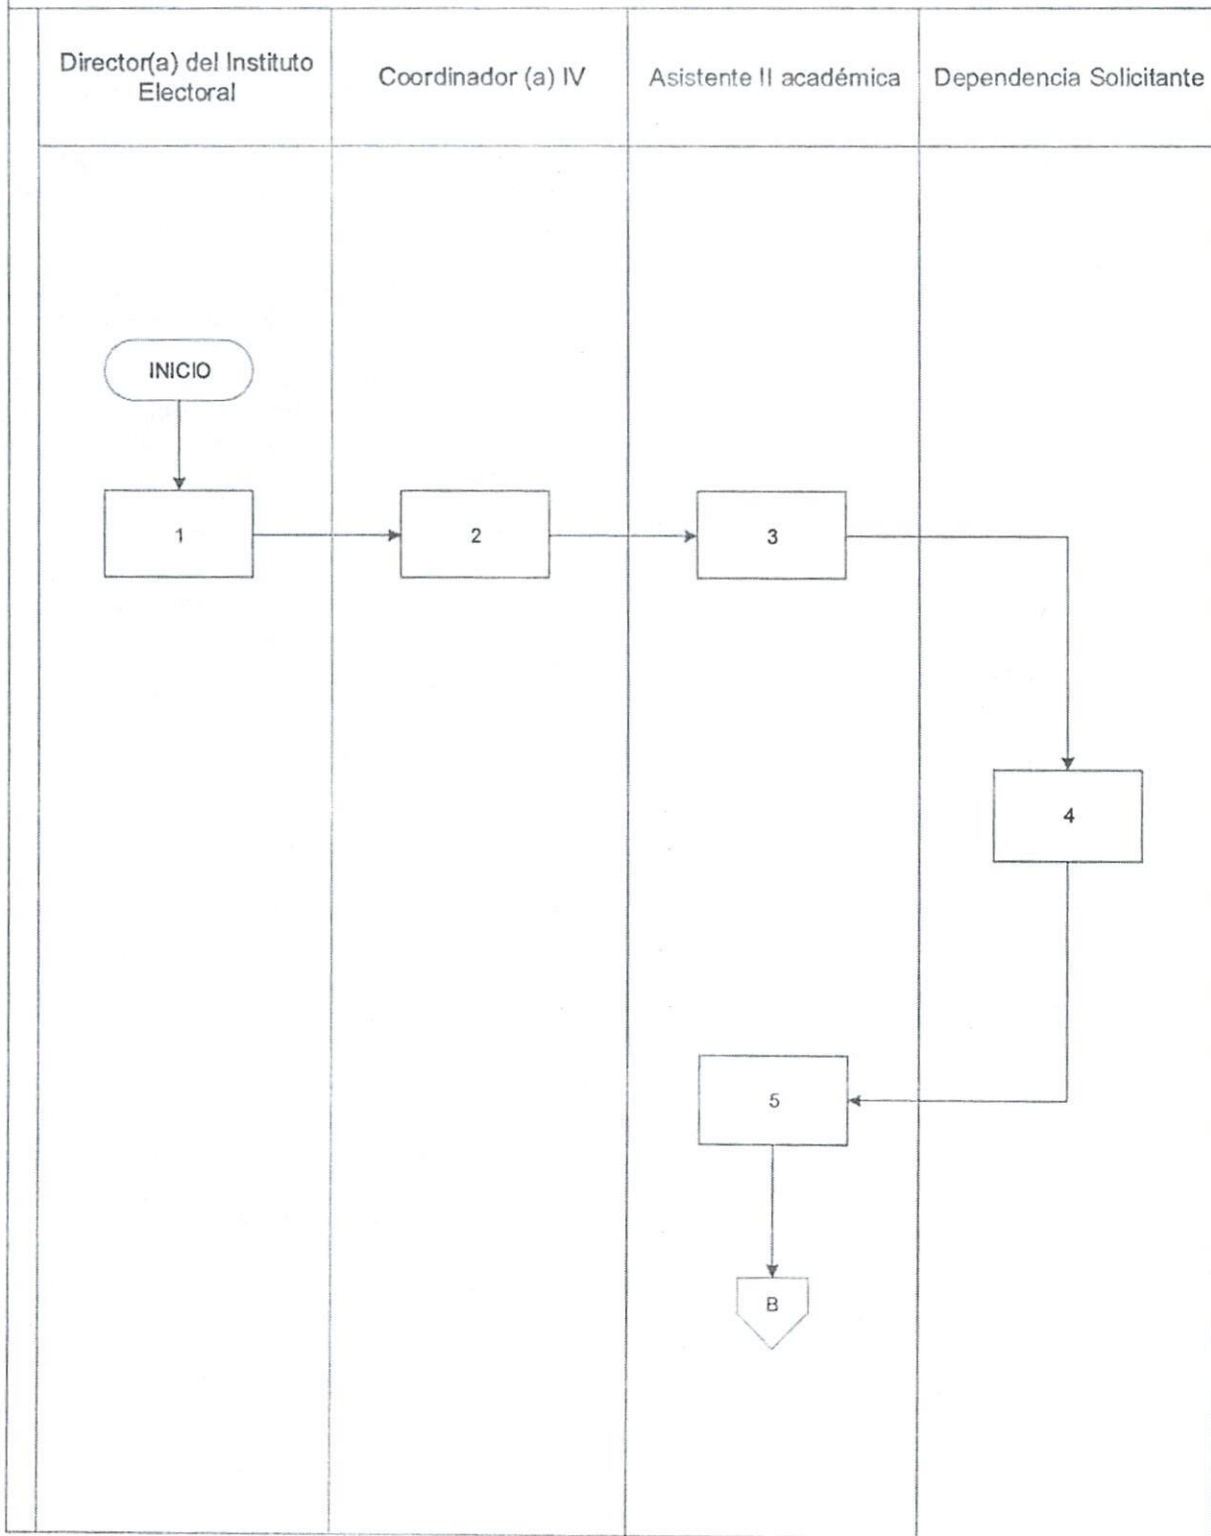 Director(a) del Instituto
Electoral
Coordinador (a) IV
Asistente II académica
Dependencia Solicitante
INICIO
1
2
3
4
5
B